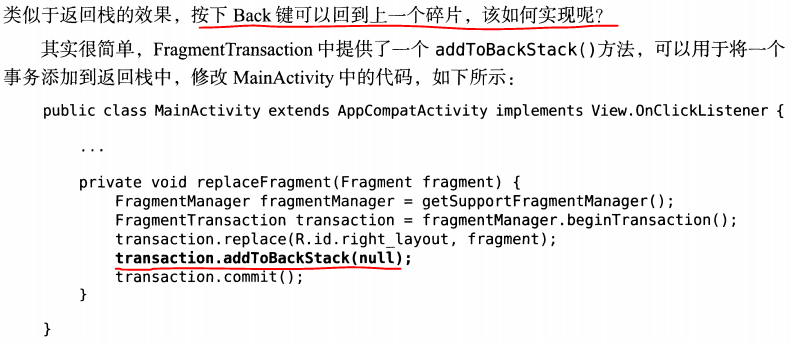 类似于返回栈的效果，按下 Back 键可以回到上一个碎片，该如何实现呢？
其实很简单，FragmentTransaction 中提供了一个 addToBackStack()方法，可以用于将一个
事务添加到返回栈中，修改 MainActivity 中的代码，如下所示：
public class MainActivity extends AppCompatActivity implements View.OnClickListener {
...
private void replaceFragment(Fragment fragment) {
FragmentManager fragmentManager = getSupportFragmentManager();
FragmentTransaction transaction = fragmentManager.beginTransaction();
transaction.replace(R.id.right_layout, fragment);
transaction.addToBackStack(null);
transaction.commit();
}
}